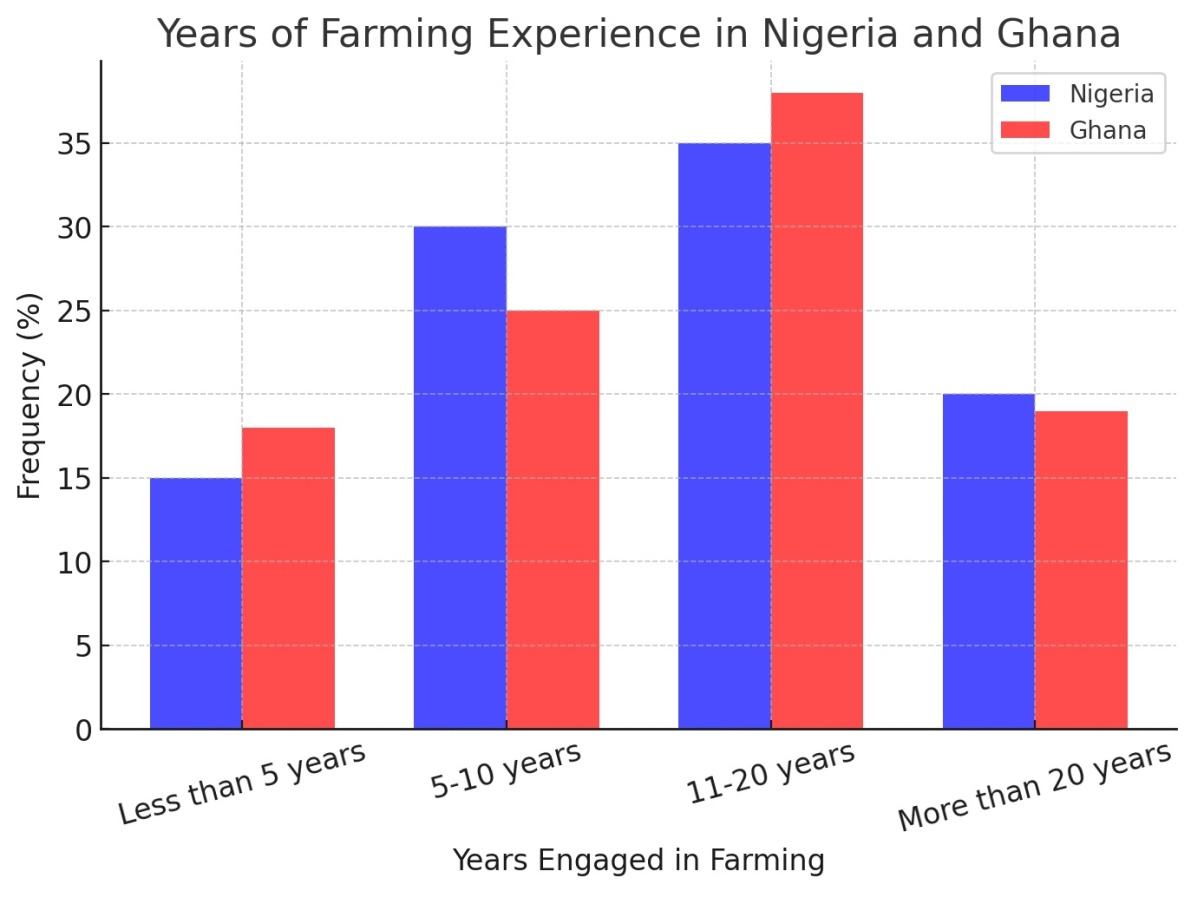 Years of Farming Experience in Nigeria and Ghana
Nigeria
Ghana
Frequency (%)
35
30
25
20
15
10
5
0
Less than 5 years
5-10 years
11-20 years
More than 20 years
Years Engaged in Farming